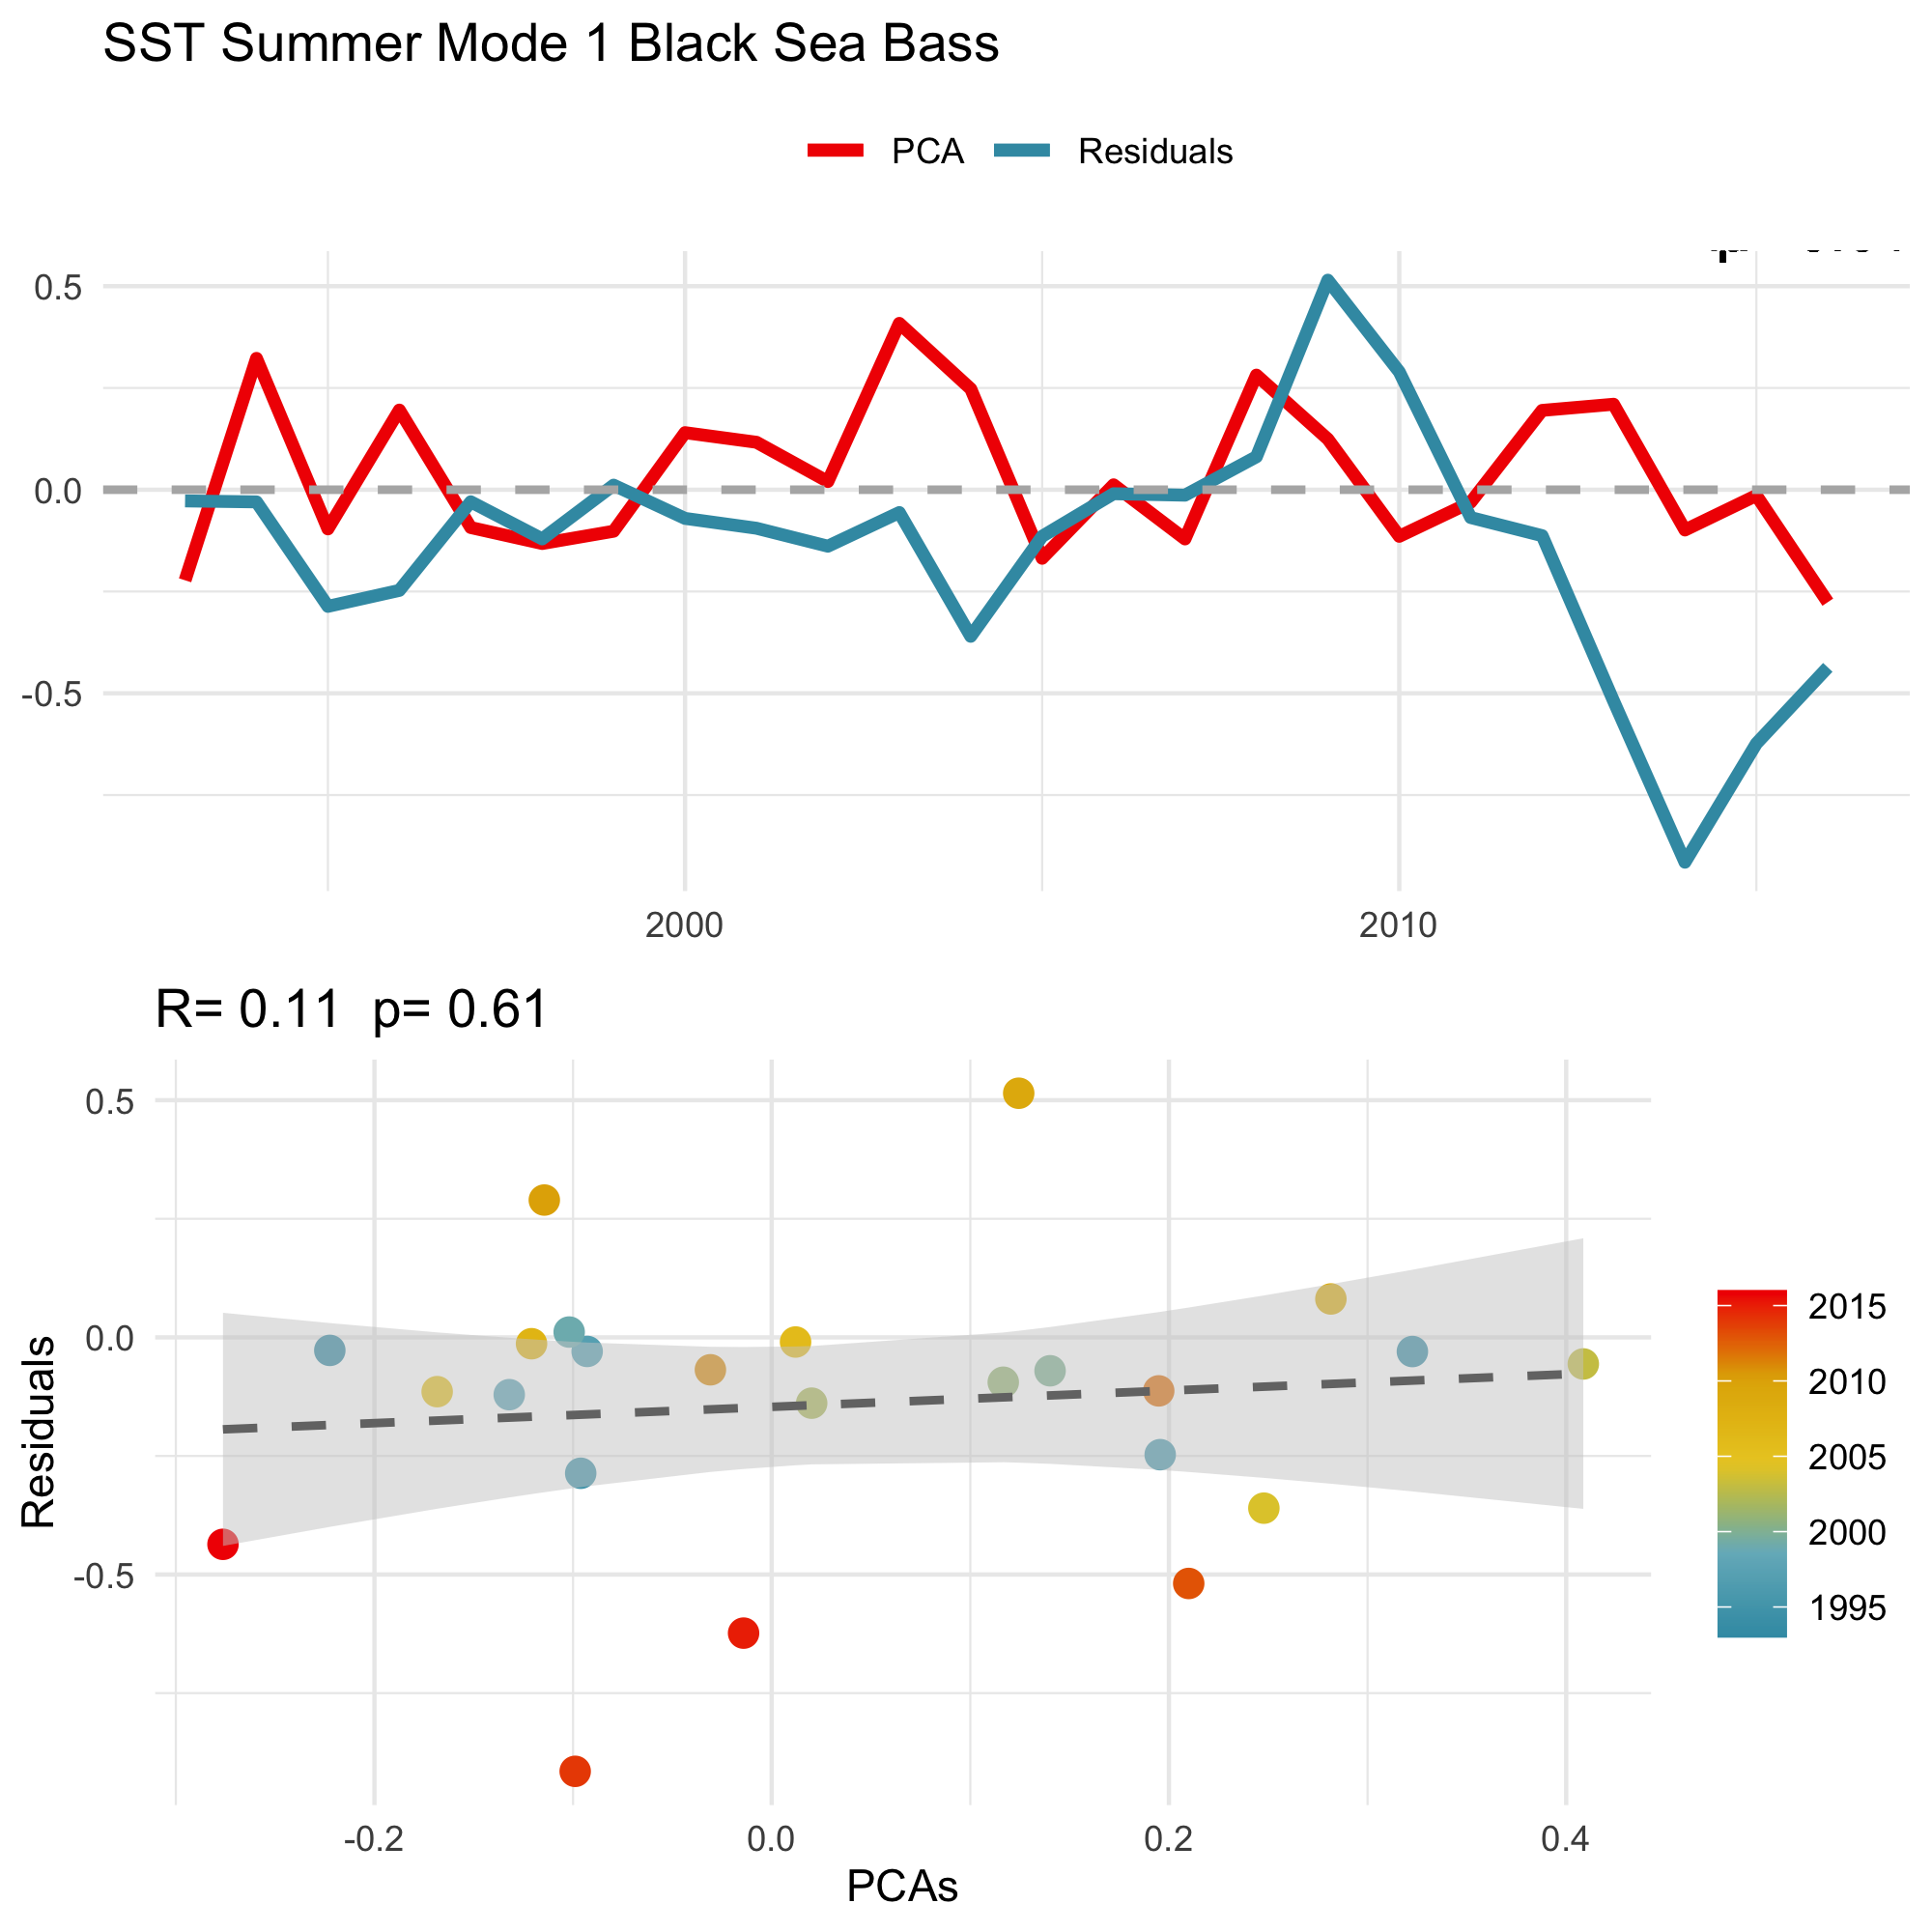 SST Summer Mode 1 Black Sea Bass
PCA Residuals
0.5
0.0
-0.5
2000 2010
R= 0.11 p= 0.61
Residuals
0.5
0.0
-0.5
-0.2 0.0 0.2 0.4
PCAs
2015
2010
2005
2000
1995